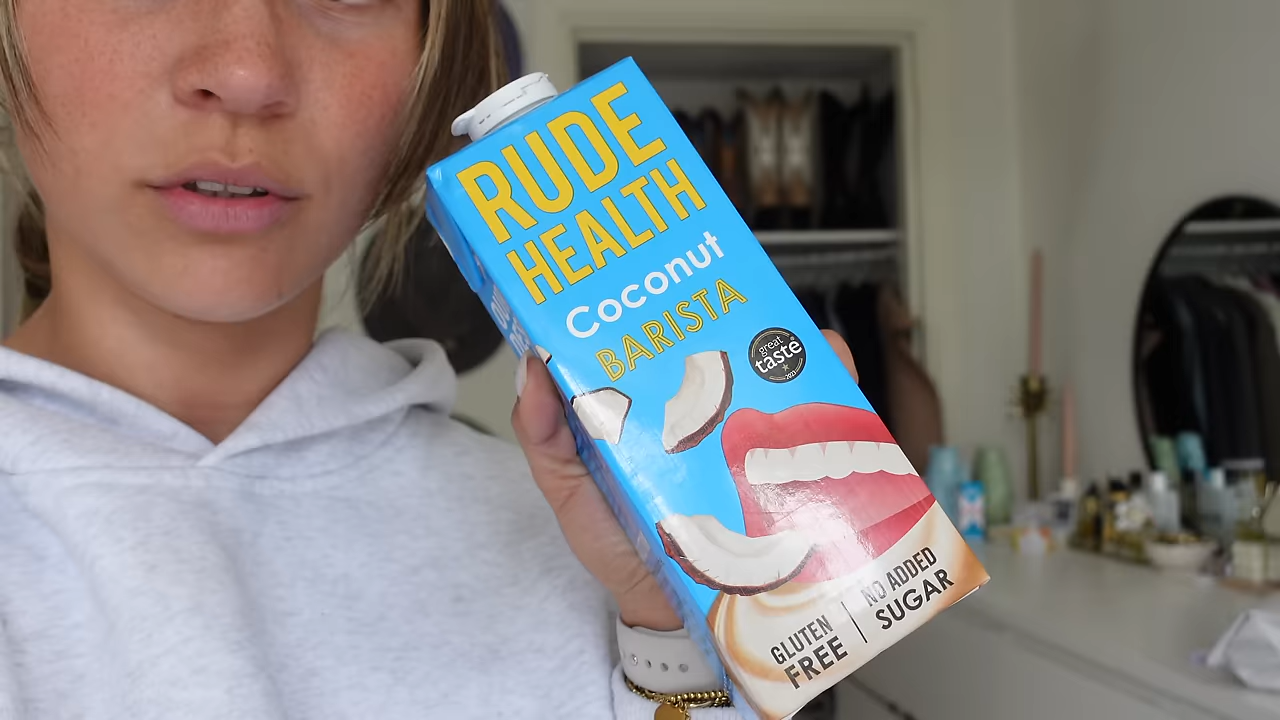 RUDE
HEALTH
Coconut
BARISTA
great
taste
GLUTEN
FREE
NO ADDED
SUGAR